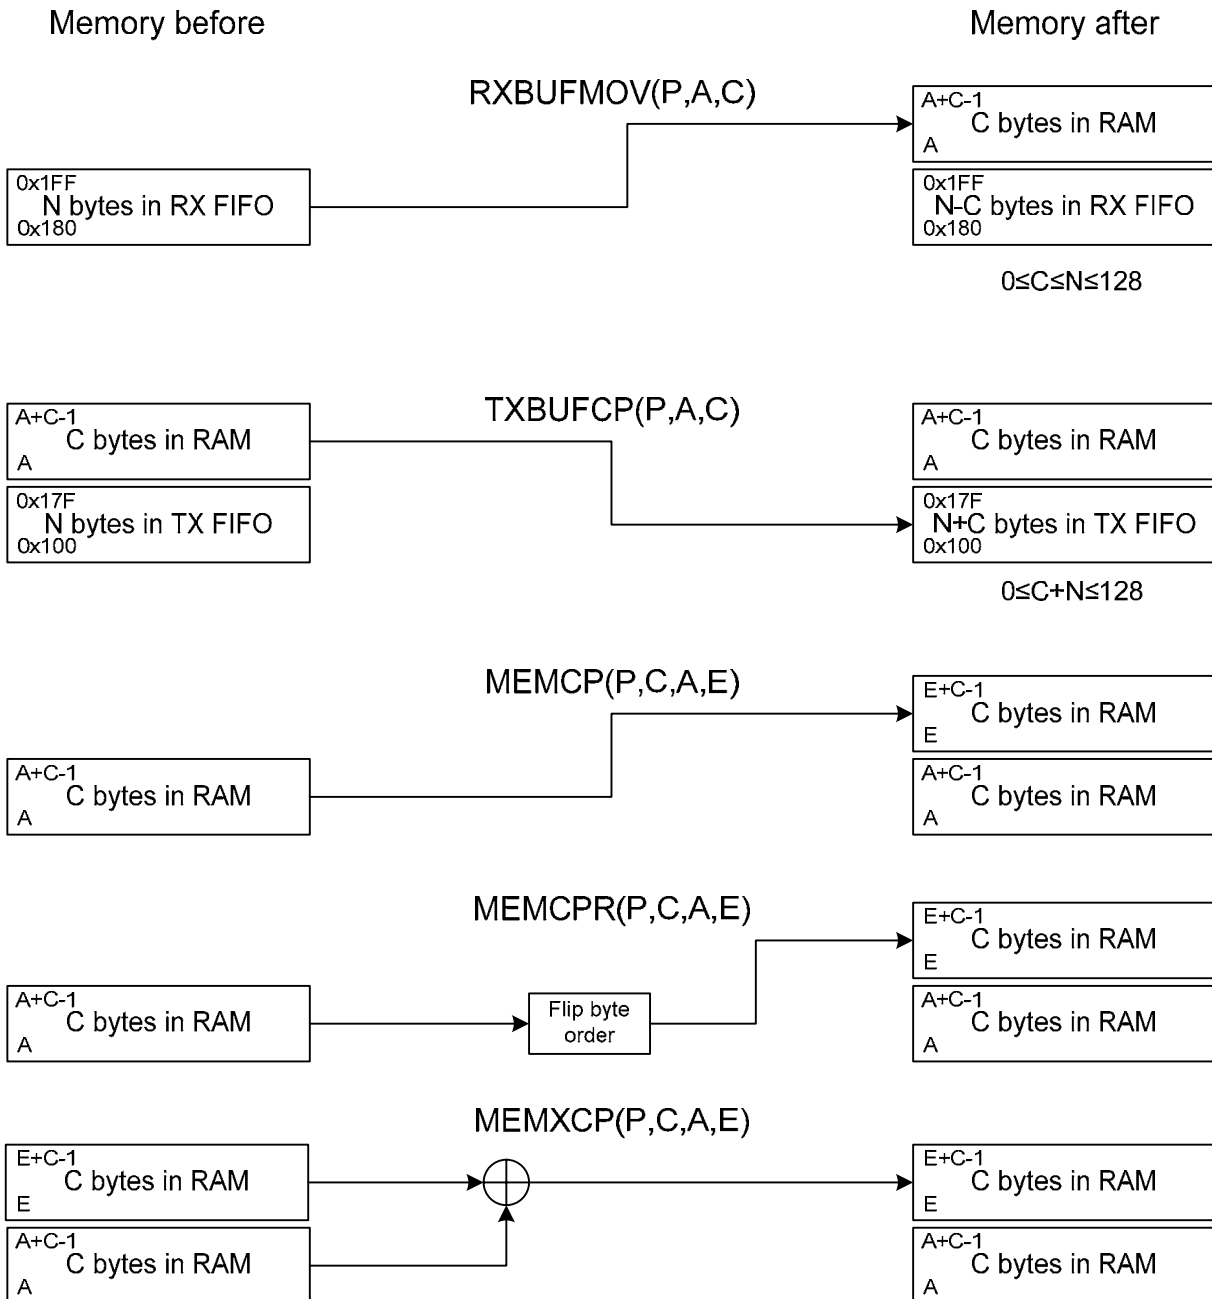 Memory before
Memory after
RXBUFMOV(P,A,C)
A+C-1
C bytes in RAM
A
0x1FF
N bytes in RX FIFO
0x180
0x1FF
N-C bytes in RX FIFO
0x180
0≤C≤N≤128
TXBUFCP(P,A,C)
A+C-1
C bytes in RAM
A
A+C-1
C bytes in RAM
A
0x17F
N bytes in TX FIFO
0x100
0x17F
N+C bytes in TX FIFO
0x100
0≤C+N≤128
MEMCP(P,C,A,E)
E+C-1
C bytes in RAM
E
A+C-1
C bytes in RAM
A
A+C-1
C bytes in RAM
A
MEMCPR(P,C,A,E)
E+C-1
C bytes in RAM
E
A+C-1
C bytes in RAM
A
Flip byte
order
A+C-1
C bytes in RAM
A
MEMXCP(P,C,A,E)
E+C-1
C bytes in RAM
E
E+C-1
C bytes in RAM
E
A+C-1
C bytes in RAM
A
A+C-1
C bytes in RAM
A